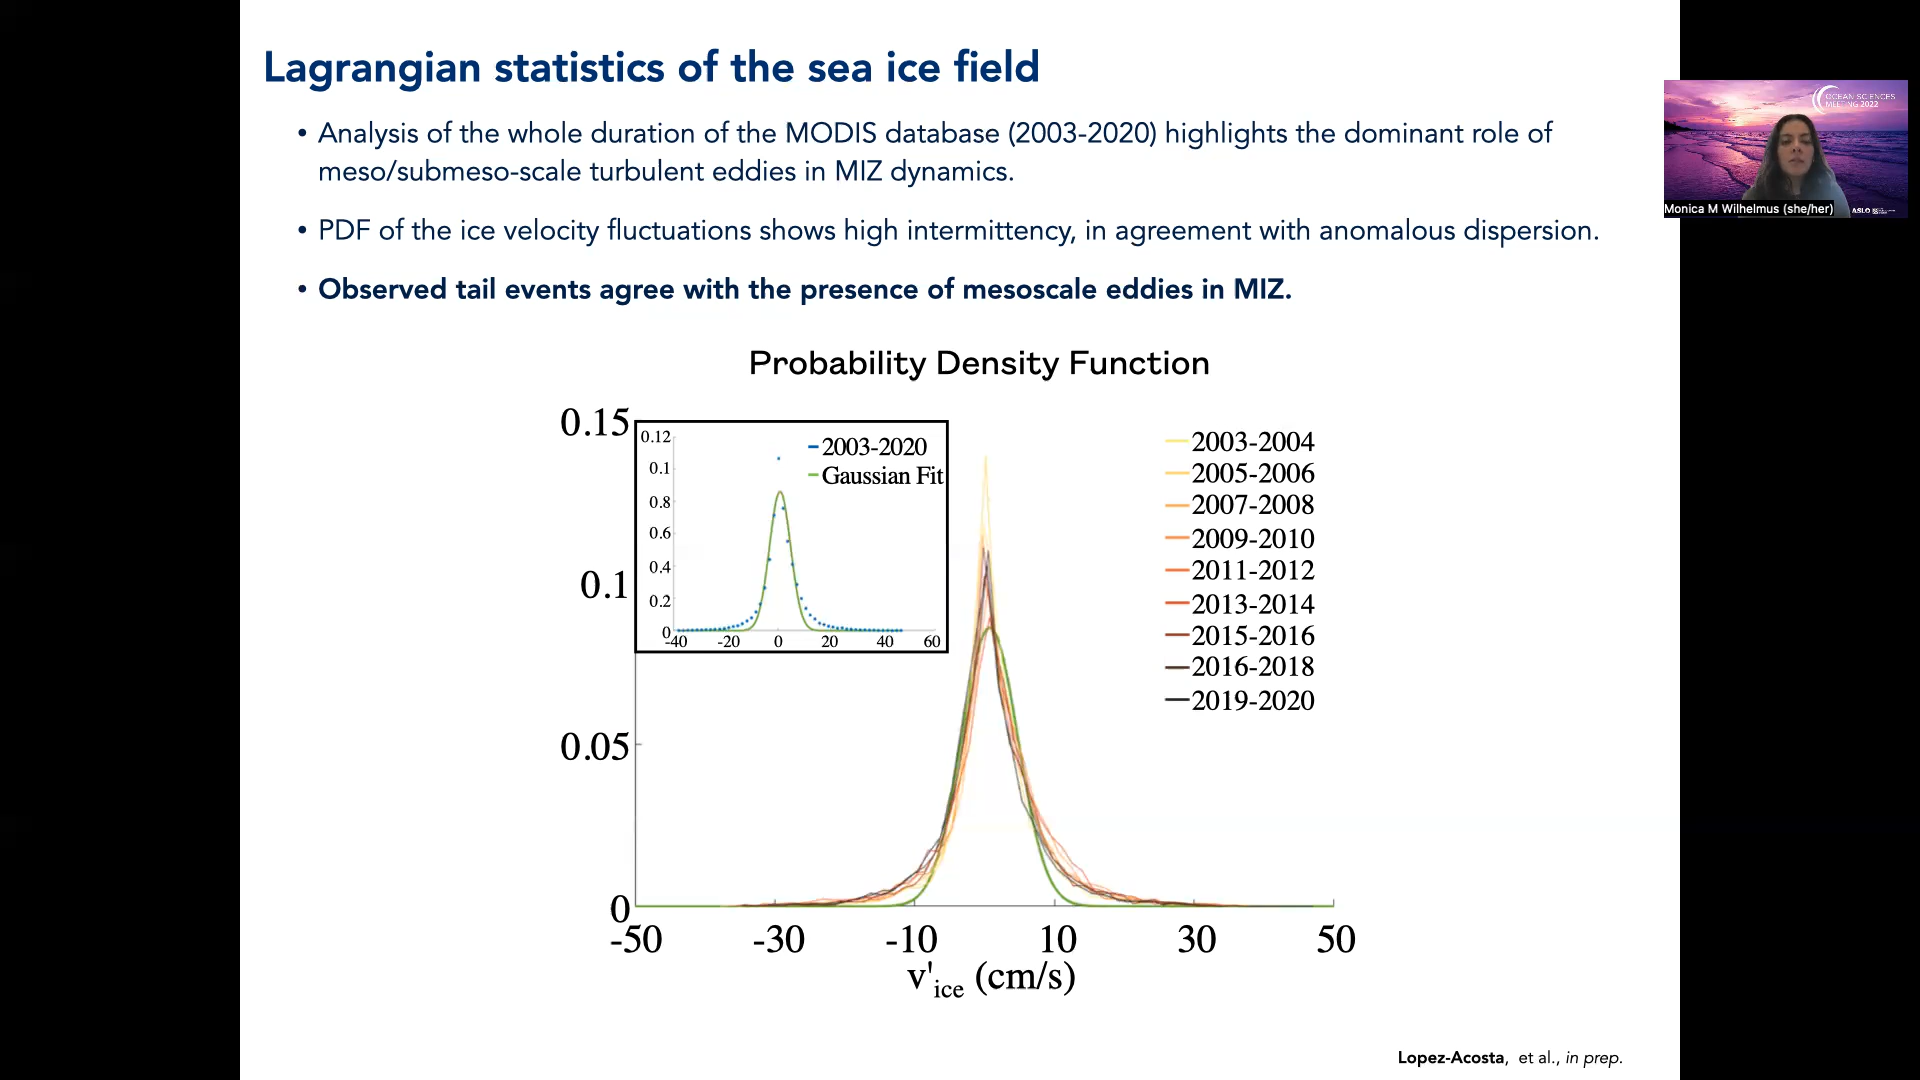 Lagrangian statistics of the sea ice field
• Analysis of the whole duration of the MODIS database (2003-2020) highlights the dominant role of
meso/submeso-scale turbulent eddies in MIZ dynamics.
• PDF of the ice velocity fluctuations shows high intermittency, in agreement with anomalous dispersion.
• Observed tail events agree with the presence of mesoscale eddies in MIZ.
OCEAN SCIENCES
MEETING 2022
ASLO
Monica M Wilhelmus (she/her)
Probability Density Function
0.15
0.1
0.05
0
-50 -30 -10 10 30 50
v'ice (cm/s)
0.12
0.1
0.8
0.6
0.4
0.2
0
-40 -20 0 20 40 60
2003-2020
Gaussian Fit
2003-2004
2005-2006
2007-2008
2009-2010
2011-2012
2013-2014
2015-2016
2016-2018
2019-2020
Lopez-Acosta, et al., in prep.